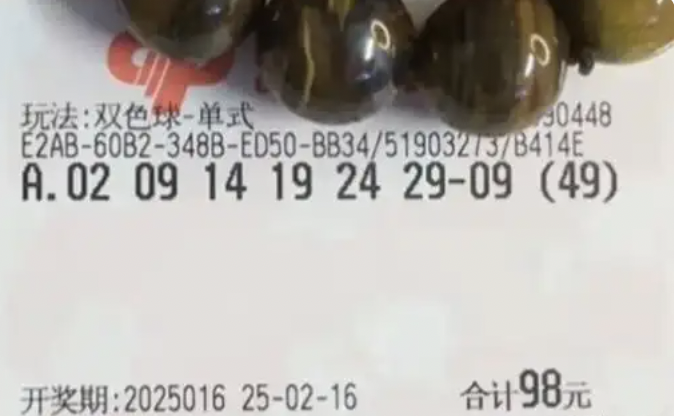 玩法:双色球-单式 90448
E2AB-60B2-348B-ED50-BB34/51903273/B414E
A.02 09 14 19 24 29-09 (49)
开奖期:2025016 25-02-16 合计98元